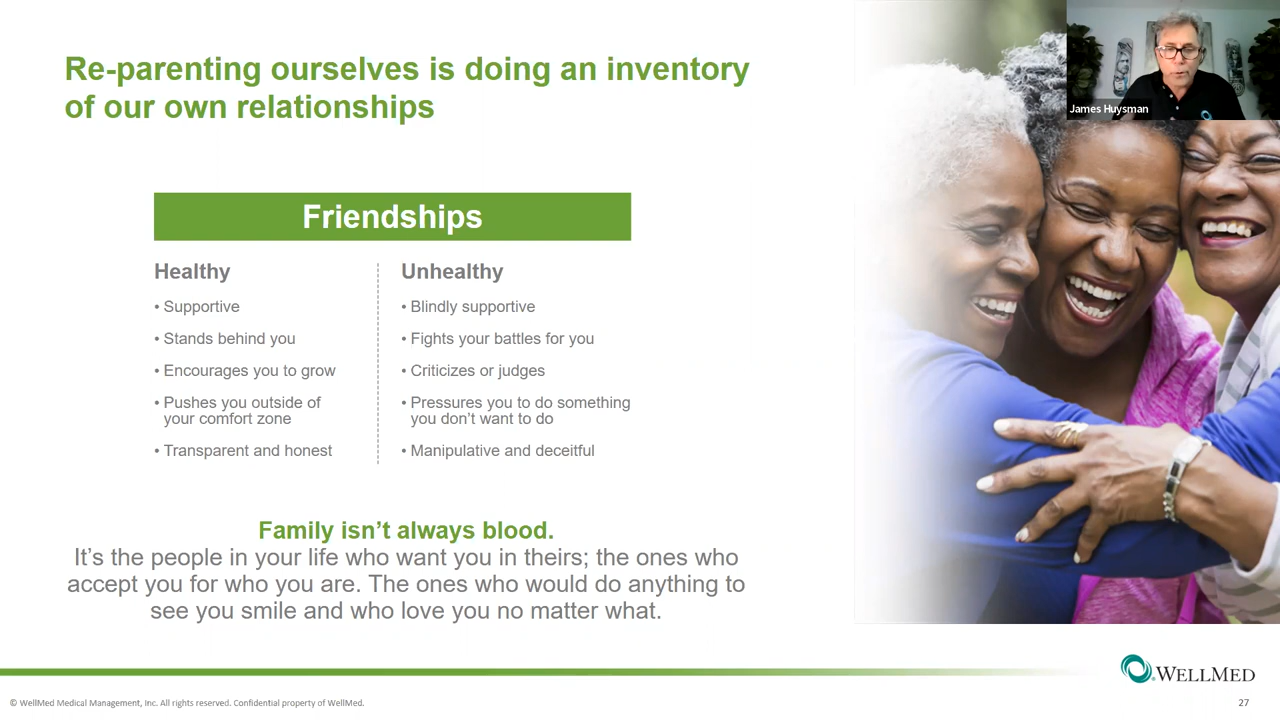 James Huysman
Re-parenting ourselves is doing an inventory
of our own relationships
Friendships
Healthy
• Supportive
• Stands behind you
• Encourages you to grow
• Pushes you outside of
your comfort zone
• Transparent and honest
Unhealthy
• Blindly supportive
• Fights your battles for you
• Criticizes or judges
• Pressures you to do something
you don’t want to do
• Manipulative and deceitful
Family isn’t always blood.
It’s the people in your life who want you in theirs; the ones who
accept you for who you are. The ones who would do anything to
see you smile and who love you no matter what.
WELLMED
© WellMed Medical Management, Inc. All rights reserved. Confidential property of WellMed.
27